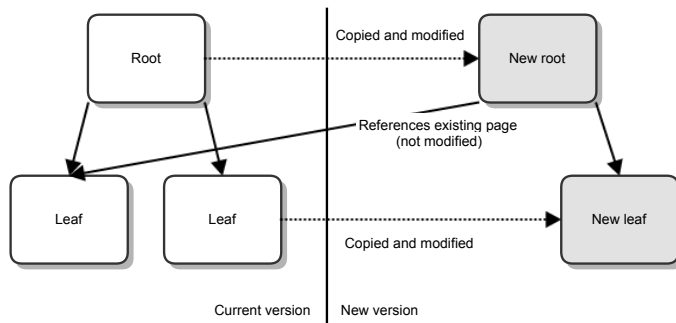 Copied and modified
Root
New root
References existing page
(not modified)
Leaf
Leaf
New leaf
Copied and modified
Current version
New version